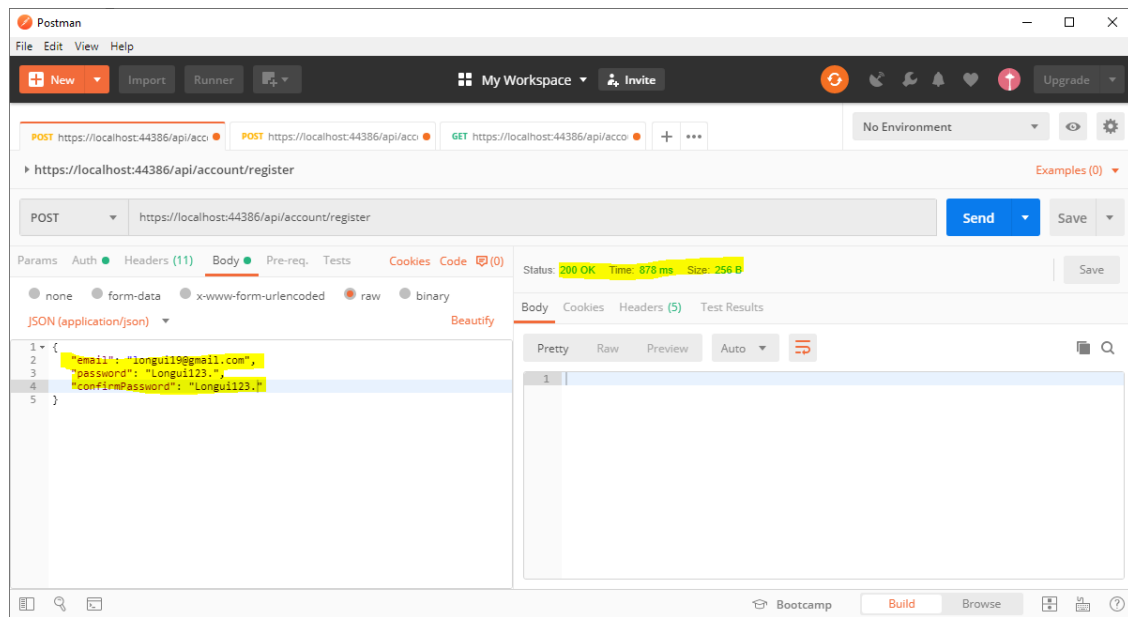 Postman
File Edit View Help
New Import Runner My Workspace Invite Upgrade
POST https://localhost:44386/api/acc POST https://localhost:44386/api/acc GET https://localhost:44386/api/acco + ••• No Environment
https://localhost:44386/api/account/register Examples (0)
POST https://localhost:44386/api/account/register Send Save
Params Auth Headers (11) Body Pre-req. Tests Cookies Code (0)
Status: 200 OK Time: 878 ms Size: 256 B Save
none form-data x-www-form-urlencoded raw binary
JSON (application/json) Beautify
Body Cookies Headers (5) Test Results
1 {
2 "email": "longui19@gmail.com",
3 "password": "Longui123.",
4 "confirmPassword": "Longui123."
5 }
Pretty Raw Preview Auto
1
Bootcamp Build Browse